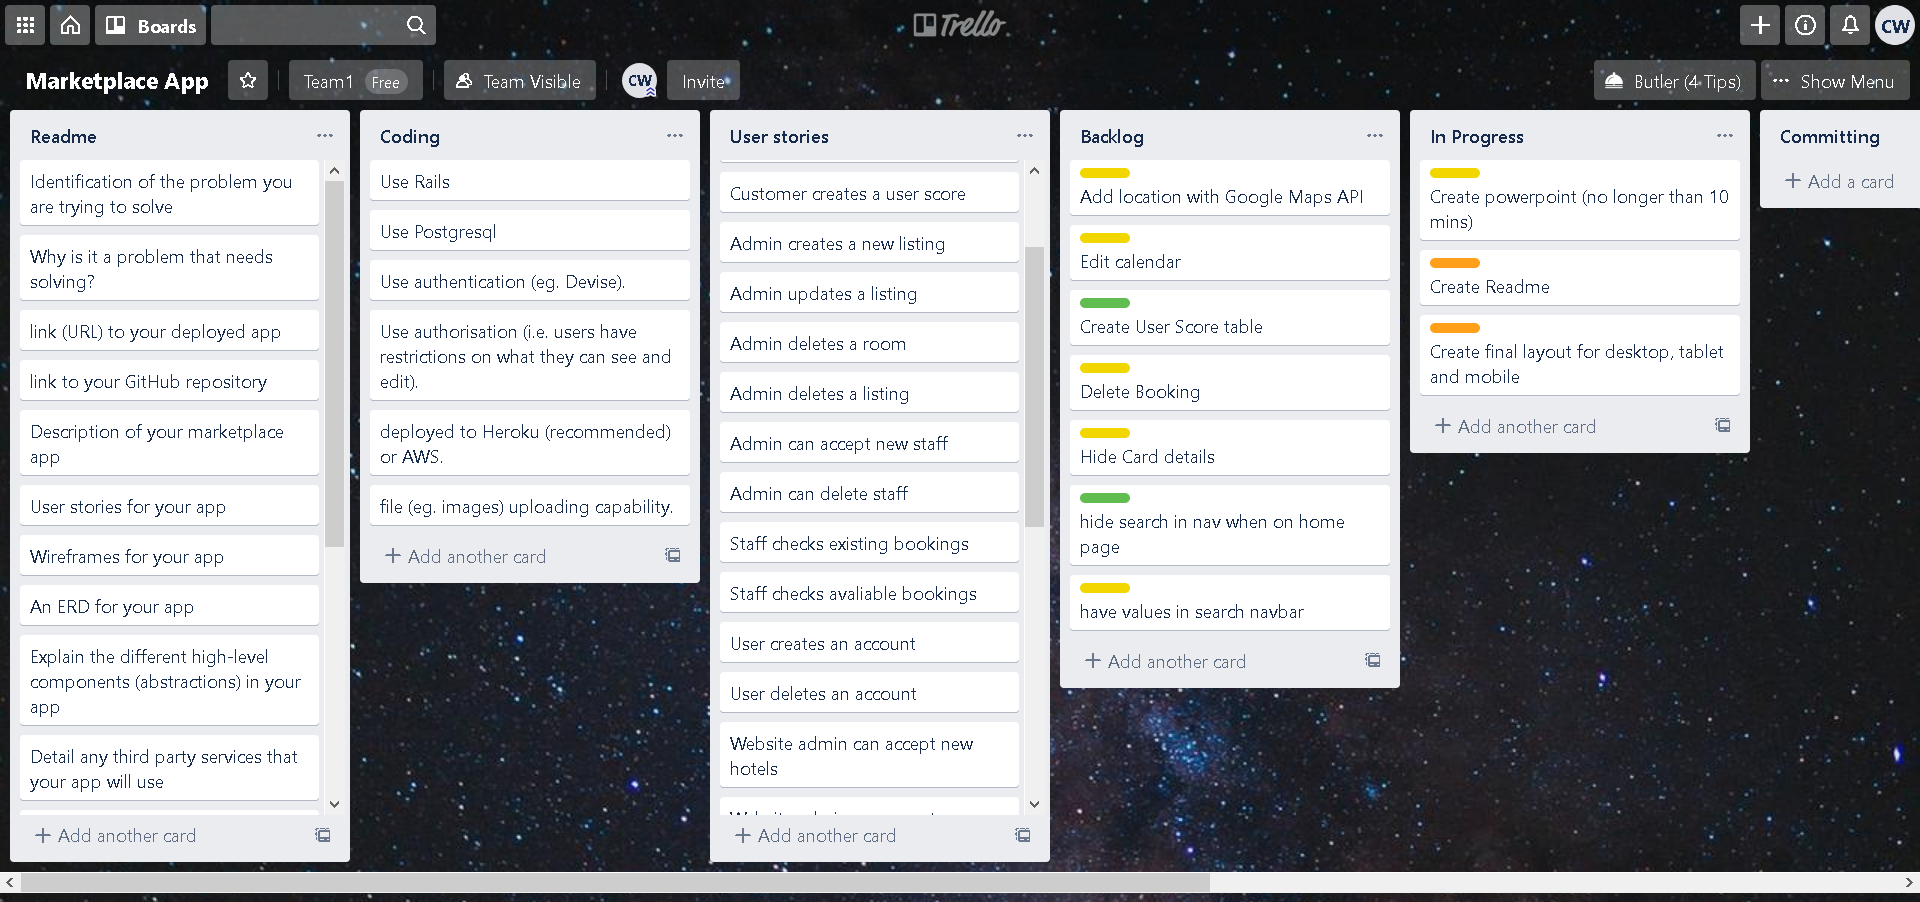 Boards
Trello
CW
Marketplace App
Team1 Free
Team Visible
CW
Invite
Butler (4 Tips)
Show Menu
Readme
Identification of the problem you
are trying to solve
Why is it a problem that needs
solving?
link (URL) to your deployed app
link to your GitHub repository
Description of your marketplace
app
User stories for your app
Wireframes for your app
An ERD for your app
Explain the different high-level
components (abstractions) in your
app
Detail any third party services that
your app will use
Add another card
Coding
Use Rails
Use Postgresql
Use authentication (eg. Devise).
Use authorisation (i.e. users have
restrictions on what they can see and
edit).
deployed to Heroku (recommended)
or AWS.
file (eg. images) uploading capability.
Add another card
User stories
Customer creates a user score
Admin creates a new listing
Admin updates a listing
Admin deletes a room
Admin deletes a listing
Admin can accept new staff
Admin can delete staff
Staff checks existing bookings
Staff checks avaliable bookings
User creates an account
User deletes an account
Website admin can accept new
hotels
Add another card
Backlog
Add location with Google Maps API
Edit calendar
Create User Score table
Delete Booking
Hide Card details
hide search in nav when on home
page
have values in search navbar
Add another card
In Progress
Create powerpoint (no longer than 10
mins)
Create Readme
Create final layout for desktop, tablet
and mobile
Add another card
Committing
Add a card